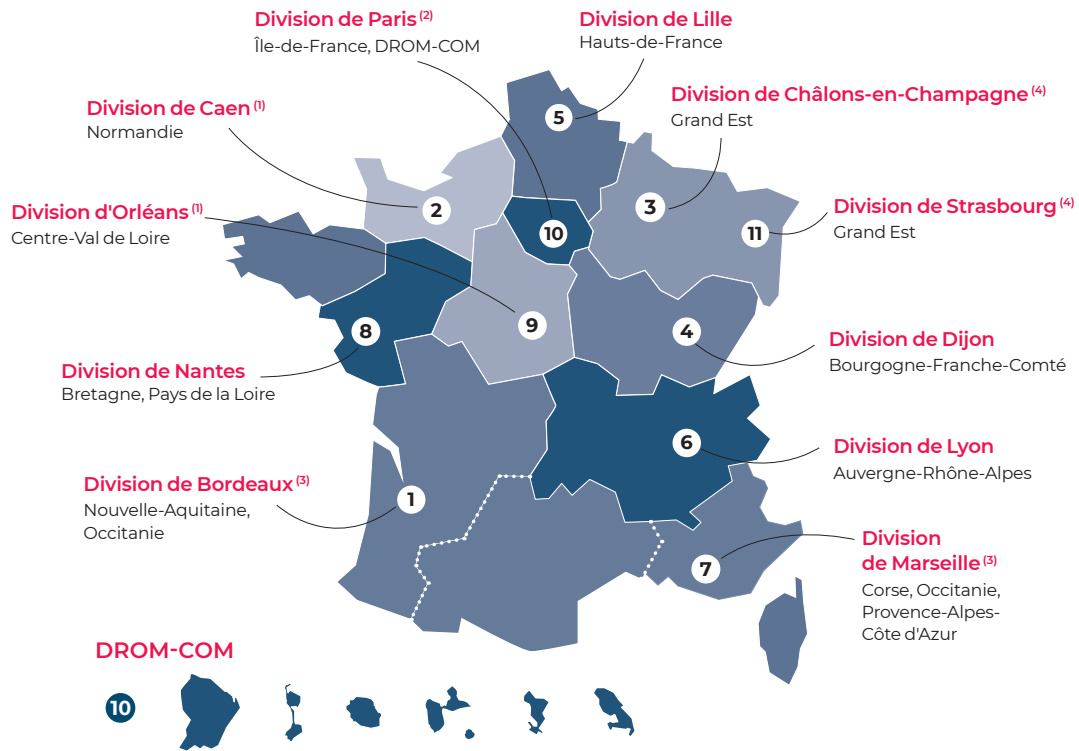 Division de Paris (2)
Île-de-France, DROM-COM
Division de Lille
Hauts-de-France
Division de Caen (1)
Normandie
Division de Châlons-en-Champagne (4)
Grand Est
5
Division d'Orléans (1)
Centre-Val de Loire
2
3
10
11
Division de Strasbourg (4)
Grand Est
8
9
4
Division de Dijon
Bourgogne-Franche-Comté
Division de Nantes
Bretagne, Pays de la Loire
6
Division de Lyon
Auvergne-Rhône-Alpes
Division de Bordeaux (3)
Nouvelle-Aquitaine,
Occitanie
1
7
Division
de Marseille (3)
Corse, Occitanie,
Provence-Alpes-
Côte d'Azur
DROM-COM
10